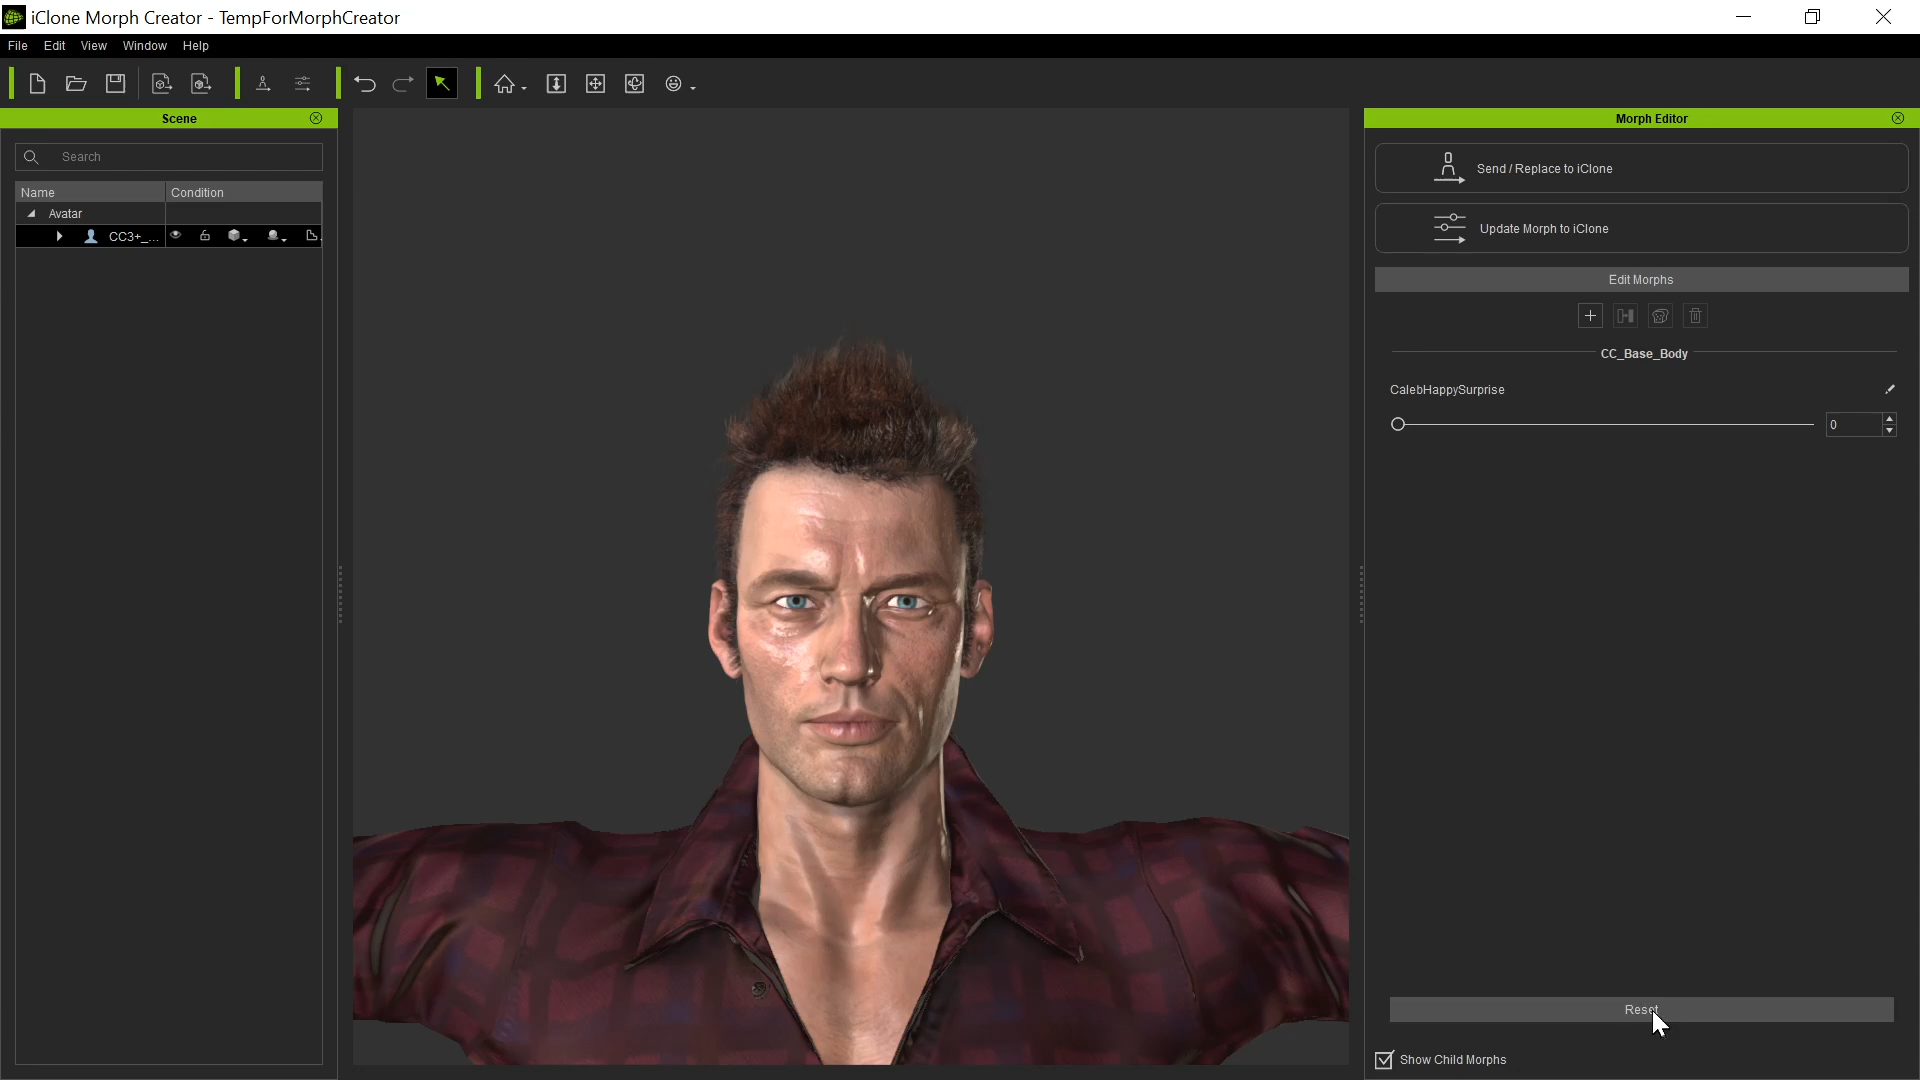 iClone Morph Creator - TempForMorphCreator
File Edit View Window Help
Scene
Search
Name Condition
Avatar
CC3+_...
Morph Editor
Send / Replace to iClone
Update Morph to iClone
Edit Morphs
CC_Base_Body
CalebHappySurprise
0
Reset
Show Child Morphs